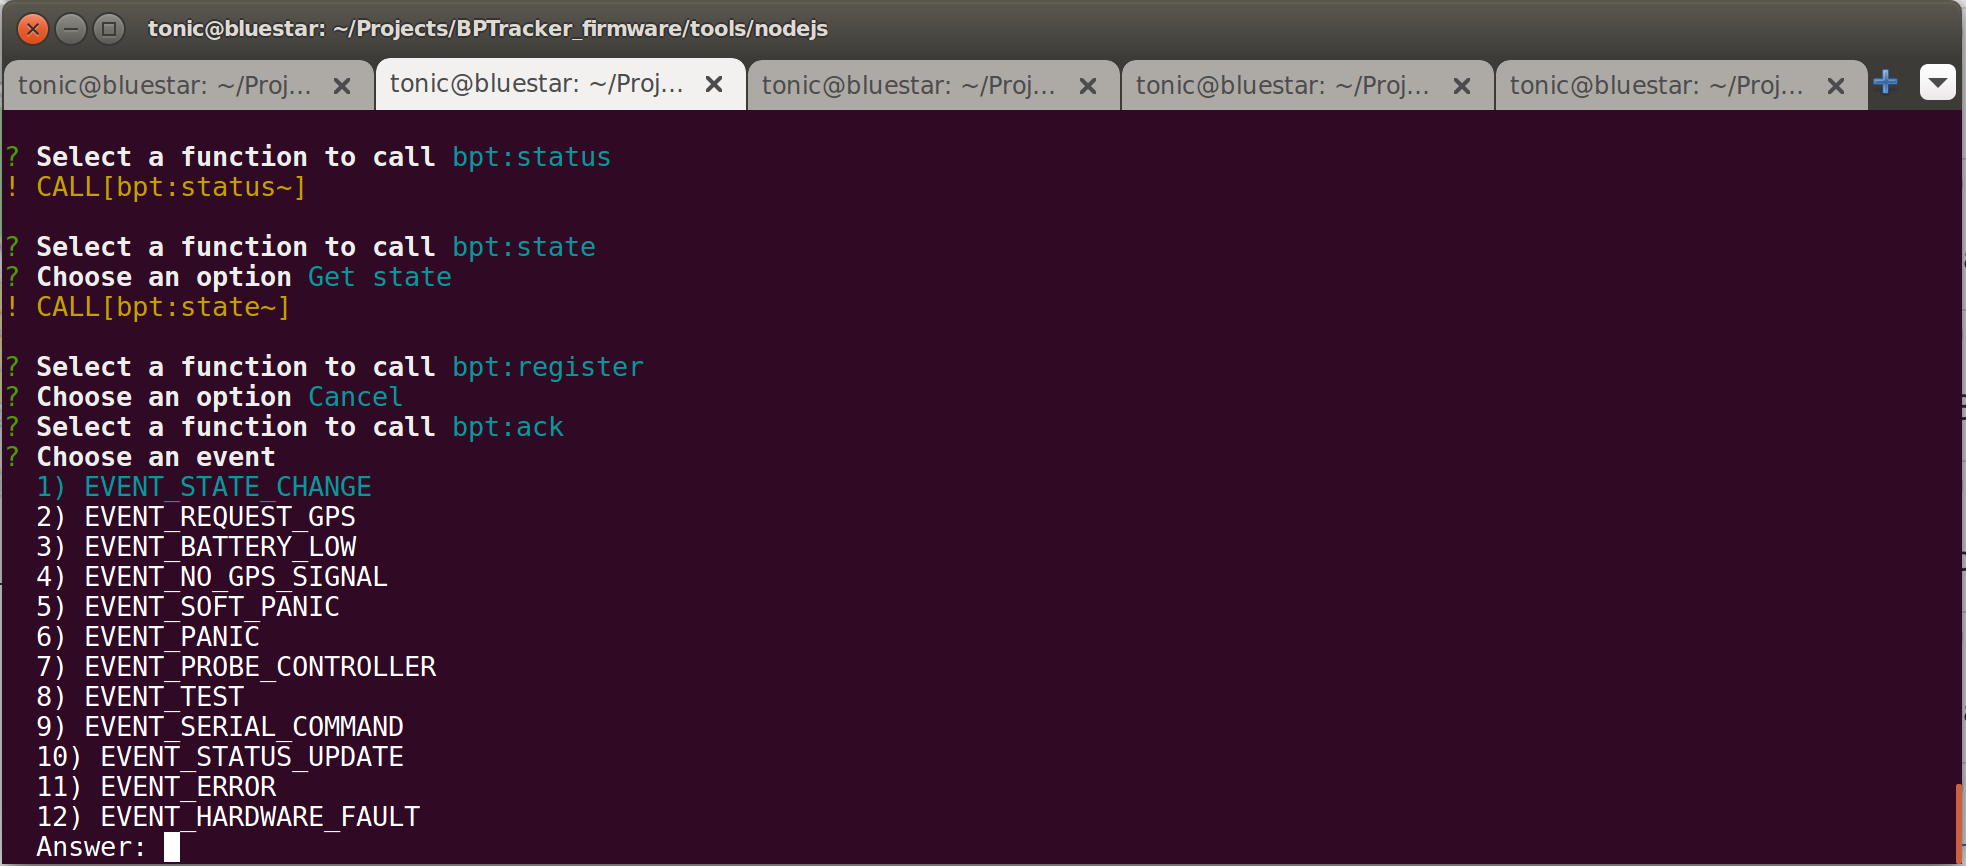 tonic@bluestar: ~/Projects/BPTracker_firmware/tools/nodejs
tonic@bluestar: ~/Proj... tonic@bluestar: ~/Proj... tonic@bluestar: ~/Proj... tonic@bluestar: ~/Proj... tonic@bluestar: ~/Proj...
? Select a function to call bpt:status
! CALL[bpt:status~]
? Select a function to call bpt:state
? Choose an option Get state
! CALL[bpt:state~]
? Select a function to call bpt:register
? Choose an option Cancel
? Select a function to call bpt:ack
? Choose an event
1) EVENT_STATE_CHANGE
2) EVENT_REQUEST_GPS
3) EVENT_BATTERY_LOW
4) EVENT_NO_GPS_SIGNAL
5) EVENT_SOFT_PANIC
6) EVENT_PANIC
7) EVENT_PROBE_CONTROLLER
8) EVENT_TEST
9) EVENT_SERIAL_COMMAND
10) EVENT_STATUS_UPDATE
11) EVENT_ERROR
12) EVENT_HARDWARE_FAULT
Answer: